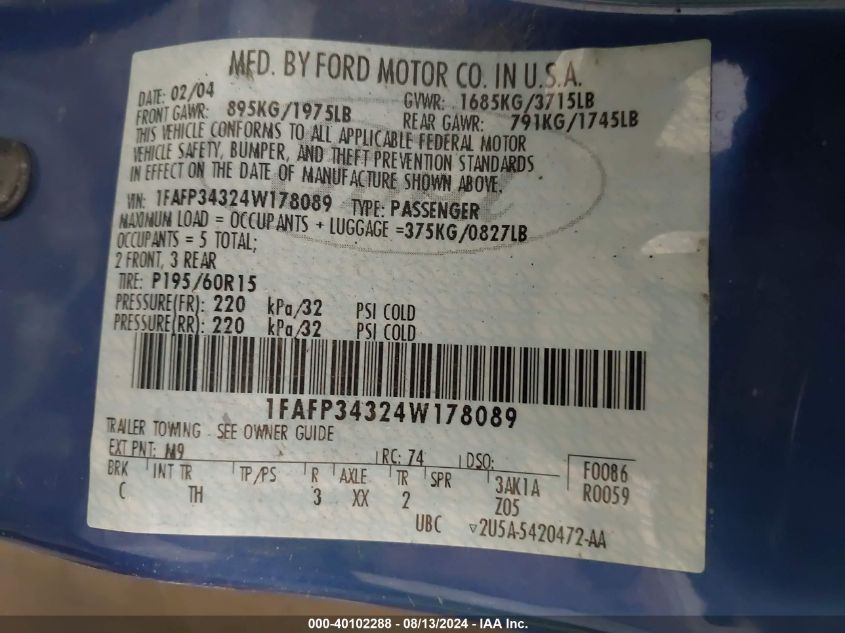 MFD. BY FORD MOTOR CO. IN U.S.A.
DATE: 02/04 GVWR: 1685KG/3715LB
FRONT GAWR: 895KG/1975LB REAR GAWR: 791KG/1745LB
THIS VEHICLE CONFORMS TO ALL APPLICABLE FEDERAL MOTOR
VEHICLE SAFETY, BUMPER, AND THEFT PREVENTION STANDARDS
IN EFFECT ON THE DATE OF MANUFACTURE SHOWN ABOVE.
VIN: 1FAFP34324W178089 TYPE: PASSENGER
MAXIMUM LOAD = OCCUPANTS + LUGGAGE =375KG/0827LB
OCCUPANTS = 5 TOTAL;
2 FRONT, 3 REAR
TIRE: P195/60R15
PRESSURE(FR): 220 kPa/32 PSI COLD
PRESSURE(RR): 220 kPa/32 PSI COLD
1FAFP34324W178089
TRAILER TOWING - SEE OWNER GUIDE
EXT PNT: M9 RC: 74 DSO: F0086
BRK INT TR TP/PS R AXLE TR SPR 3AK1A R0059
C TH 3 XX 2 Z05
UBC ▽2U5A-5420472-AA
000-40102288 - 08/13/2024 - IAA Inc.